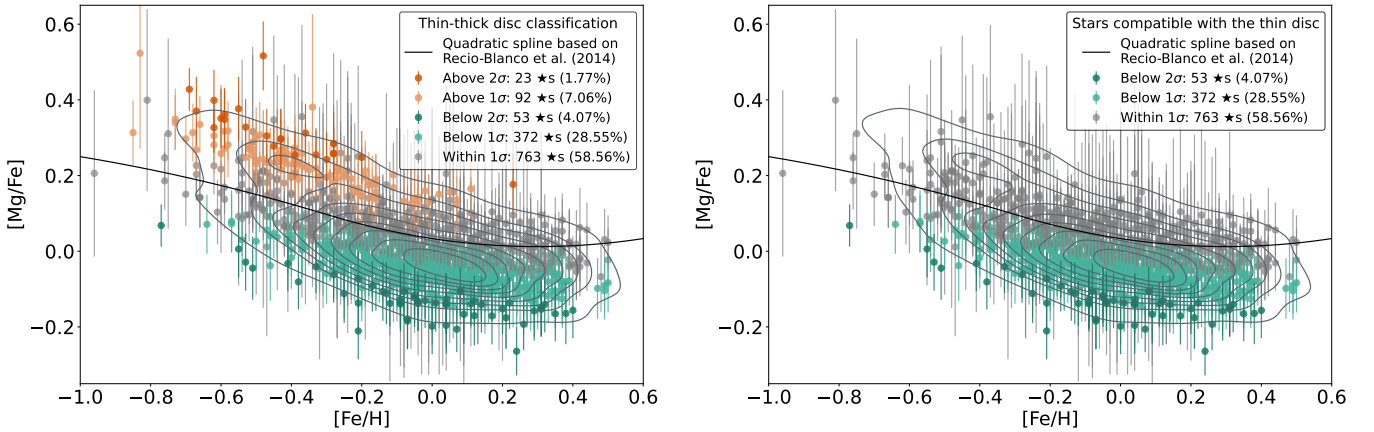 Thin-thick disc classification
Quadratic spline based on
Recio-Blanco et al. (2014)
Above 2σ: 23 ★s (1.77%)
Above 1σ: 92 ★s (7.06%)
Below 2σ: 53 ★s (4.07%)
Below 1σ: 372 ★s (28.55%)
Within 1σ: 763 ★s (58.56%)
0.6
0.4
0.2
0.0
−0.2
[Mg/Fe]
−1.0 −0.8 −0.6 −0.4 −0.2 0.0 0.2 0.4 0.6
[Fe/H]
Stars compatible with the thin disc
Quadratic spline based on
Recio-Blanco et al. (2014)
Below 2σ: 53 ★s (4.07%)
Below 1σ: 372 ★s (28.55%)
Within 1σ: 763 ★s (58.56%)
0.6
0.4
0.2
0.0
−0.2
[Mg/Fe]
−1.0 −0.8 −0.6 −0.4 −0.2 0.0 0.2 0.4 0.6
[Fe/H]